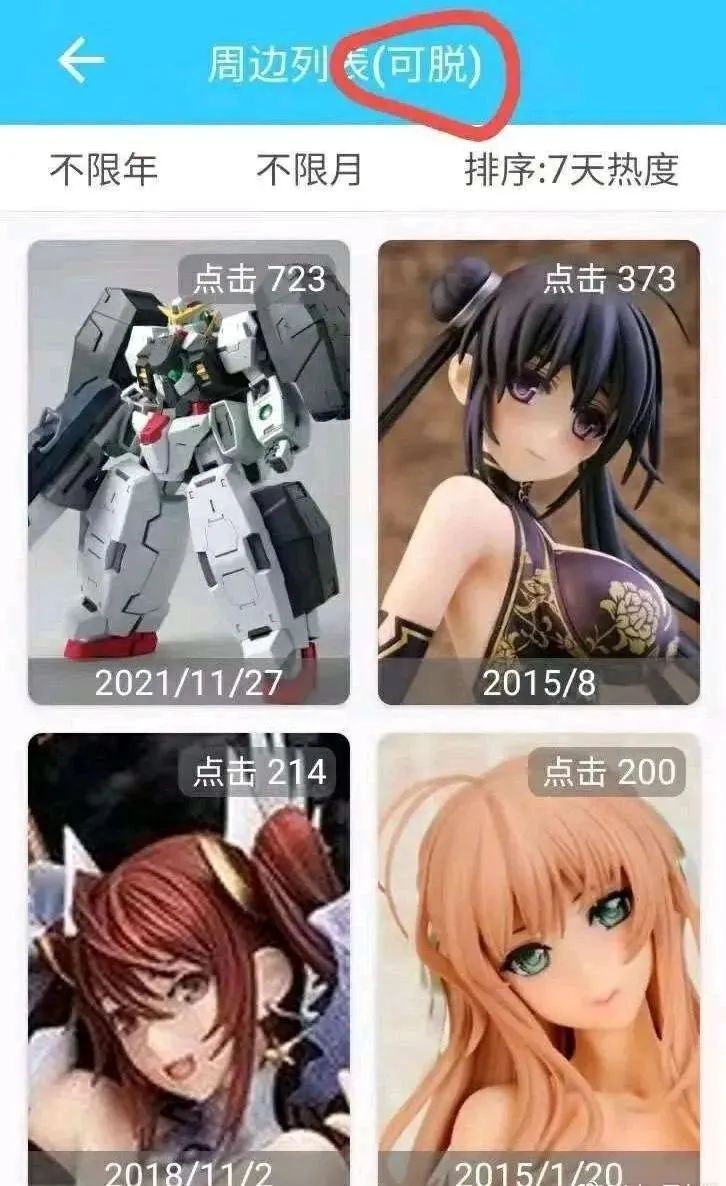 周边列表(可脱)
不限年
不限月
排序:7天热度
点击 723
点击 373
2021/11/27
2015/8
点击 214
点击 200
2018/11/2
2015/1/20